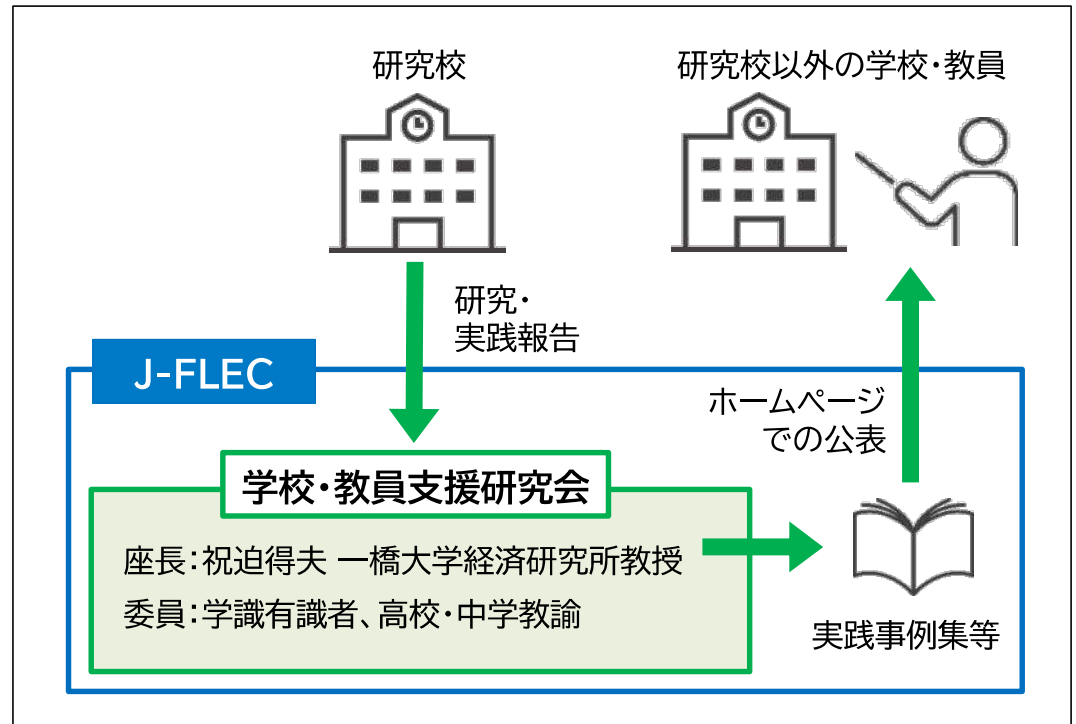 研究校
研究校以外の学校・教員
研究・
実践報告
J-FLEC
ホームページ
での公表
学校・教員支援研究会
座長：祝迫得夫 一橋大学経済研究所教授
委員：学識有識者、高校・中学教諭
実践事例集等